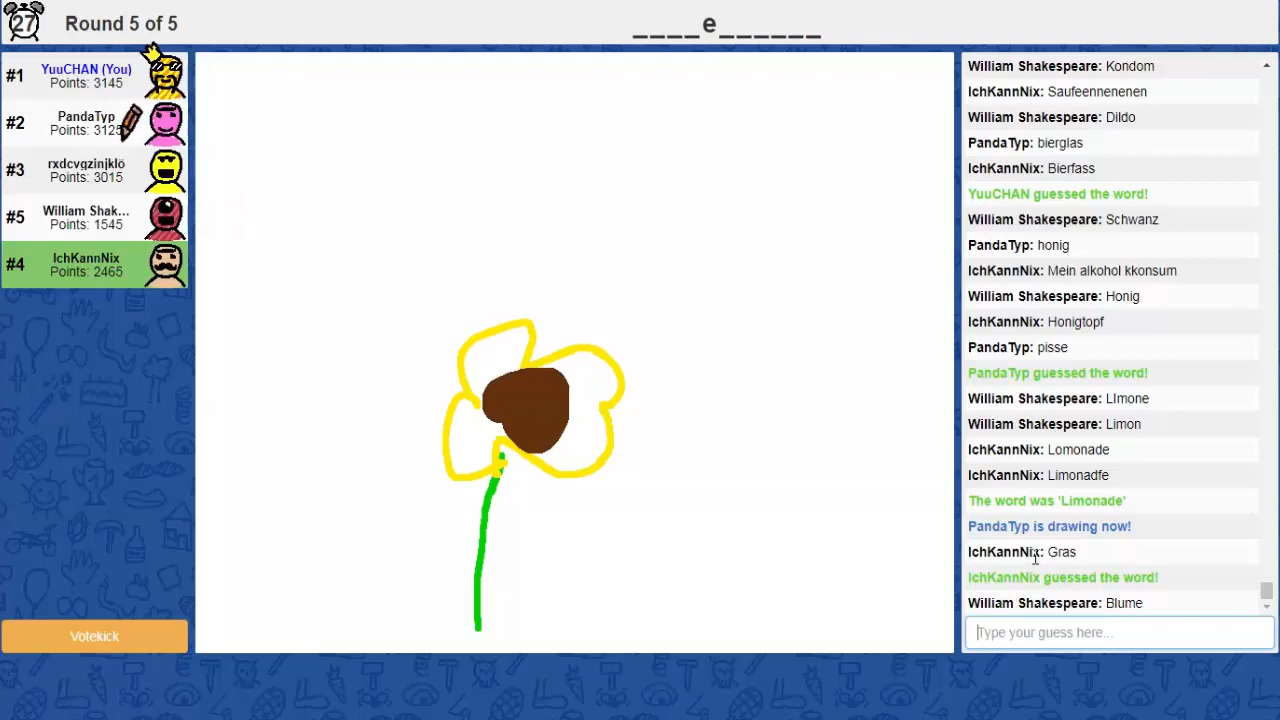 27
Round 5 of 5
____e______
#1
YuuCHAN (You)
Points: 3145
#2
PandaTyp
Points: 3125
#3
rxdcvgzinjklö
Points: 3015
#5
William Shak...
Points: 1545
#4
IchKannNix
Points: 2465
Votekick
William Shakespeare: Kondom
IchKannNix: Saufeennenenen
William Shakespeare: Dildo
PandaTyp: bierglas
IchKannNix: Bierfass
YuuCHAN guessed the word!
William Shakespeare: Schwanz
PandaTyp: honig
IchKannNix: Mein alkohol kkonsum
William Shakespeare: Honig
IchKannNix: Honigtopf
PandaTyp: pisse
PandaTyp guessed the word!
William Shakespeare: LImone
William Shakespeare: Limon
IchKannNix: Lomonade
IchKannNix: Limonadfe
The word was 'Limonade'
PandaTyp is drawing now!
IchKannNix: Gras
IchKannNix guessed the word!
William Shakespeare: Blume
Type your guess here...